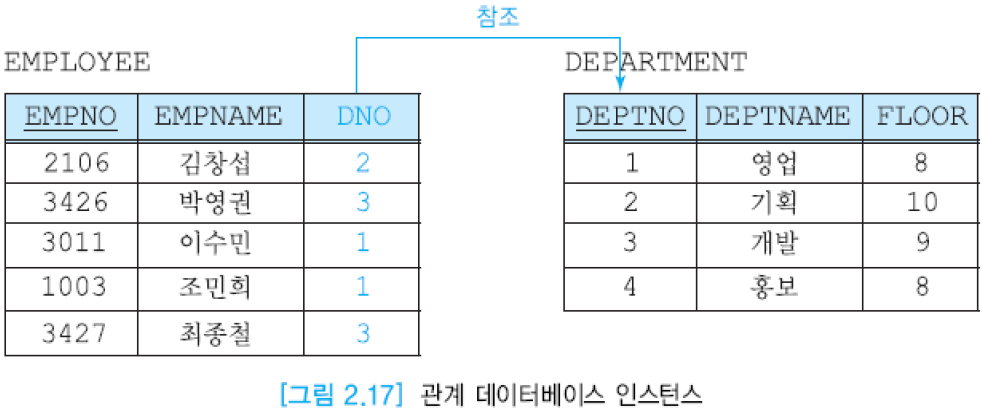 참조
EMPLOYEE
EMPNO EMPNAME DNO
2106 김창섭 2
3426 박영권 3
3011 이수민 1
1003 조민희 1
3427 최종철 3
DEPARTMENT
DEPTNO DEPTNAME FLOOR
1 영업 8
2 기획 10
3 개발 9
4 홍보 8
[그림 2.17] 관계 데이터베이스 인스턴스